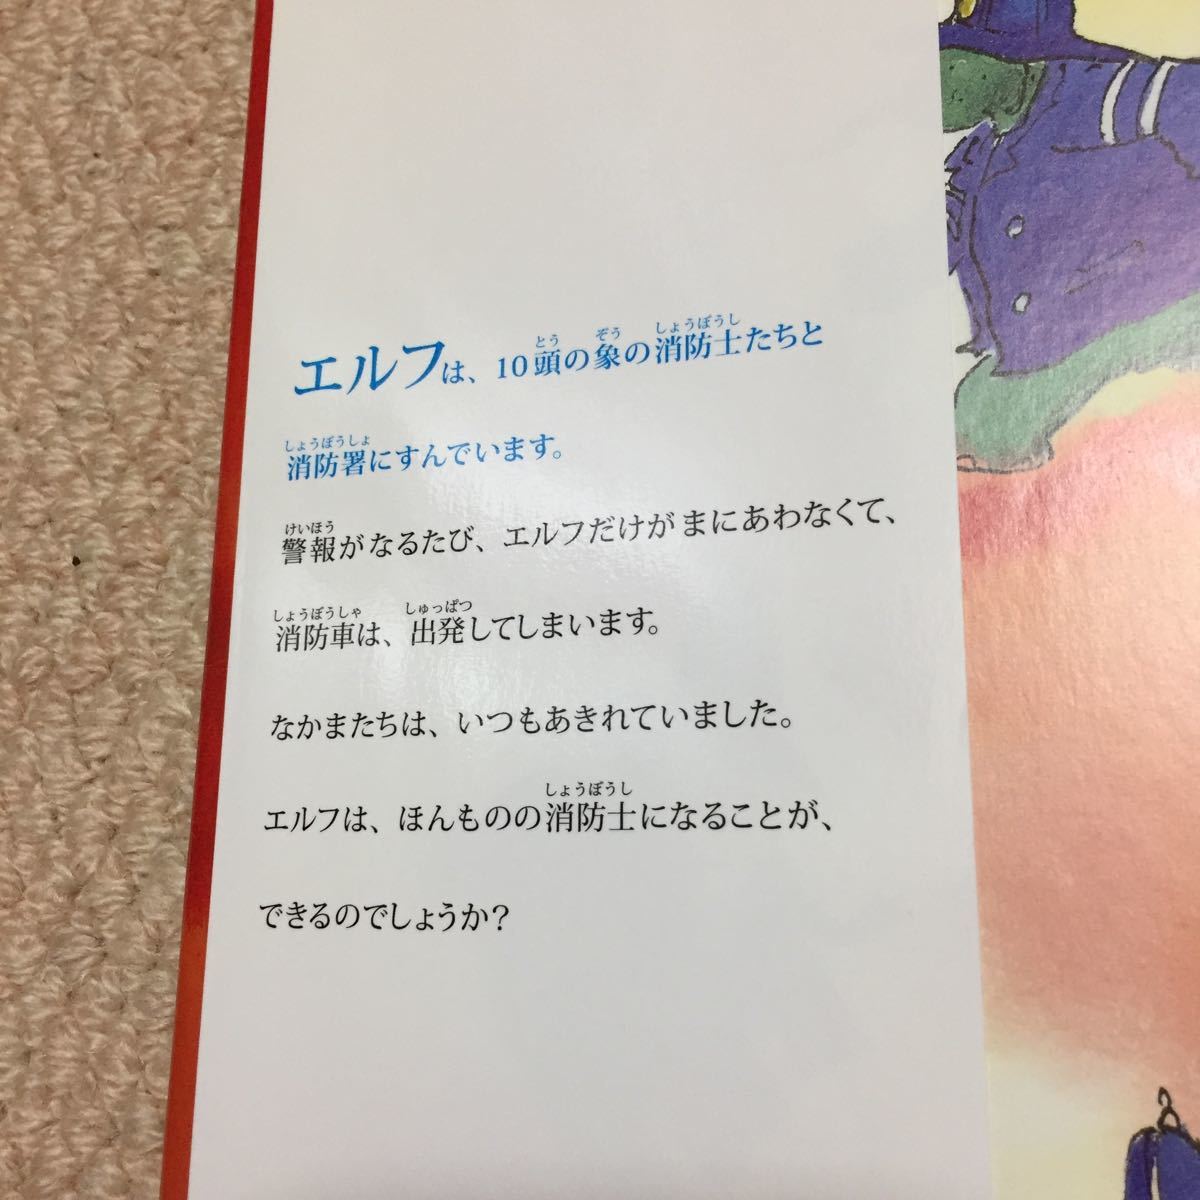 エルフは、10頭の象の消防士たちと
消防署にすんでいます。
警報がなるたび、エルフだけがまにあわなくて、
消防車は、出発してしまいます。
なかまたちは、いつもあきれていました。
エルフは、ほんものの消防士になることが、
できるのでしょうか?